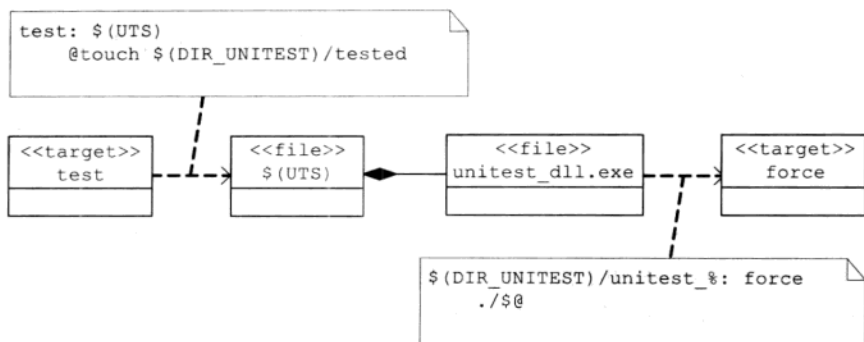 test: $(UTS)
@touch $(DIR_UNITEST)/tested
<<target>>
test
<<file>>
$(UTS)
<<file>>
unitest_dll.exe
<<target>>
force
$(DIR_UNITEST)/unitest_%: force
./$@